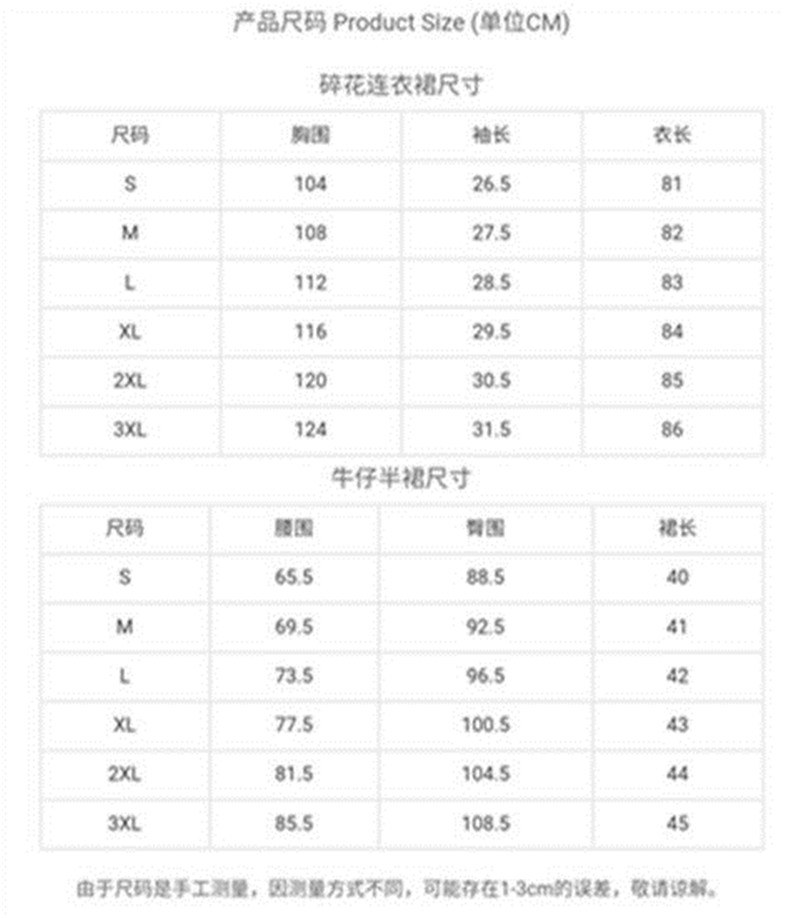 产品尺码 Product Size (单位CM)
碎花连衣裙尺寸
尺码 胸围 袖长 衣长
S 104 26.5 81
M 108 27.5 82
L 112 28.5 83
XL 116 29.5 84
2XL 120 30.5 85
3XL 124 31.5 86
牛仔半裙尺寸
尺码 腰围 臀围 裙长
S 65.5 88.5 40
M 69.5 92.5 41
L 73.5 96.5 42
XL 77.5 100.5 43
2XL 81.5 104.5 44
3XL 85.5 108.5 45
由于尺码是手工测量，因测量方式不同，可能存在1-3cm的误差，敬请谅解。